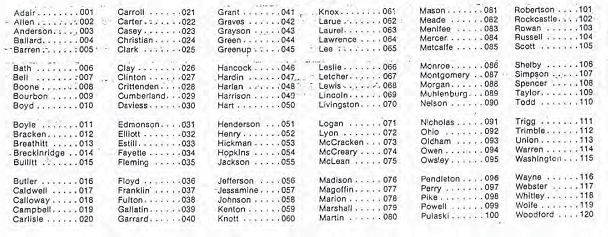 Adair......001 Carroll.....021 Grant.....041 Knox.....061 Mason.....081 Robertson...101
Allen......002 Carter.....022 Graves.....042 Larue.....062 Meade.....082 Rockcastle...102
Anderson....003 Casey.....023 Grayson.....043 Laurel.....063 Menifee.....083 Rowan.....103
Ballard.....004 Christian....024 Green.....044 Lawrence....064 Mercer.....084 Russell.....104
Barren.....005 Clark.....025 Greenup.....045 Lee.....065 Metcalfe....085 Scott.....105
Bath.....006 Clay.....026 Hancock.....046 Leslie.....066 Monroe.....086 Shelby.....106
Bell.....007 Clinton.....027 Hardin.....047 Letcher.....067 Montgomery..087 Simpson....107
Boone.....008 Crittenden...028 Harlan.....048 Lewis.....068 Morgan.....088 Spencer....108
Bourbon....009 Cumberland..029 Harrison....049 Lincoln.....069 Muhlenburg..089 Taylor.....109
Boyd.....010 Daviess.....030 Hart.....050 Livingston...070 Nelson.....090 Todd.....110
Boyle.....011 Edmonson....031 Henderson...051 Logan.....071 Nicholas....091 Trigg.....111
Bracken.....012 Elliott.....032 Henry.....052 Lyon.....072 Ohio.....092 Trimble.....112
Breathitt....013 Estill.....033 Hickman....053 McCracken...073 Oldham.....093 Union.....113
Breckinridge..014 Fayette.....034 Hopkins.....054 McCreary....074 Owen.....094 Warren.....114
Bullitt.....015 Fleming.....035 Jackson.....055 McLean.....075 Owsley.....095 Washington...115
Butler.....016 Floyd.....036 Jefferson....056 Madison.....076 Pendleton....096 Wayne.....116
Caldwell....017 Franklin.....037 Jessamine...057 Magoffin....077 Perry.....097 Webster....117
Calloway....018 Fulton.....038 Johnson....058 Marion.....078 Pike.....098 Whitley.....118
Campbell....019 Gallatin.....039 Kenton.....059 Marshall....079 Powell.....099 Wolfe.....119
Carlisle.....020 Garrard.....040 Knott.....060 Martin.....080 Pulaski.....100 Woodford....120